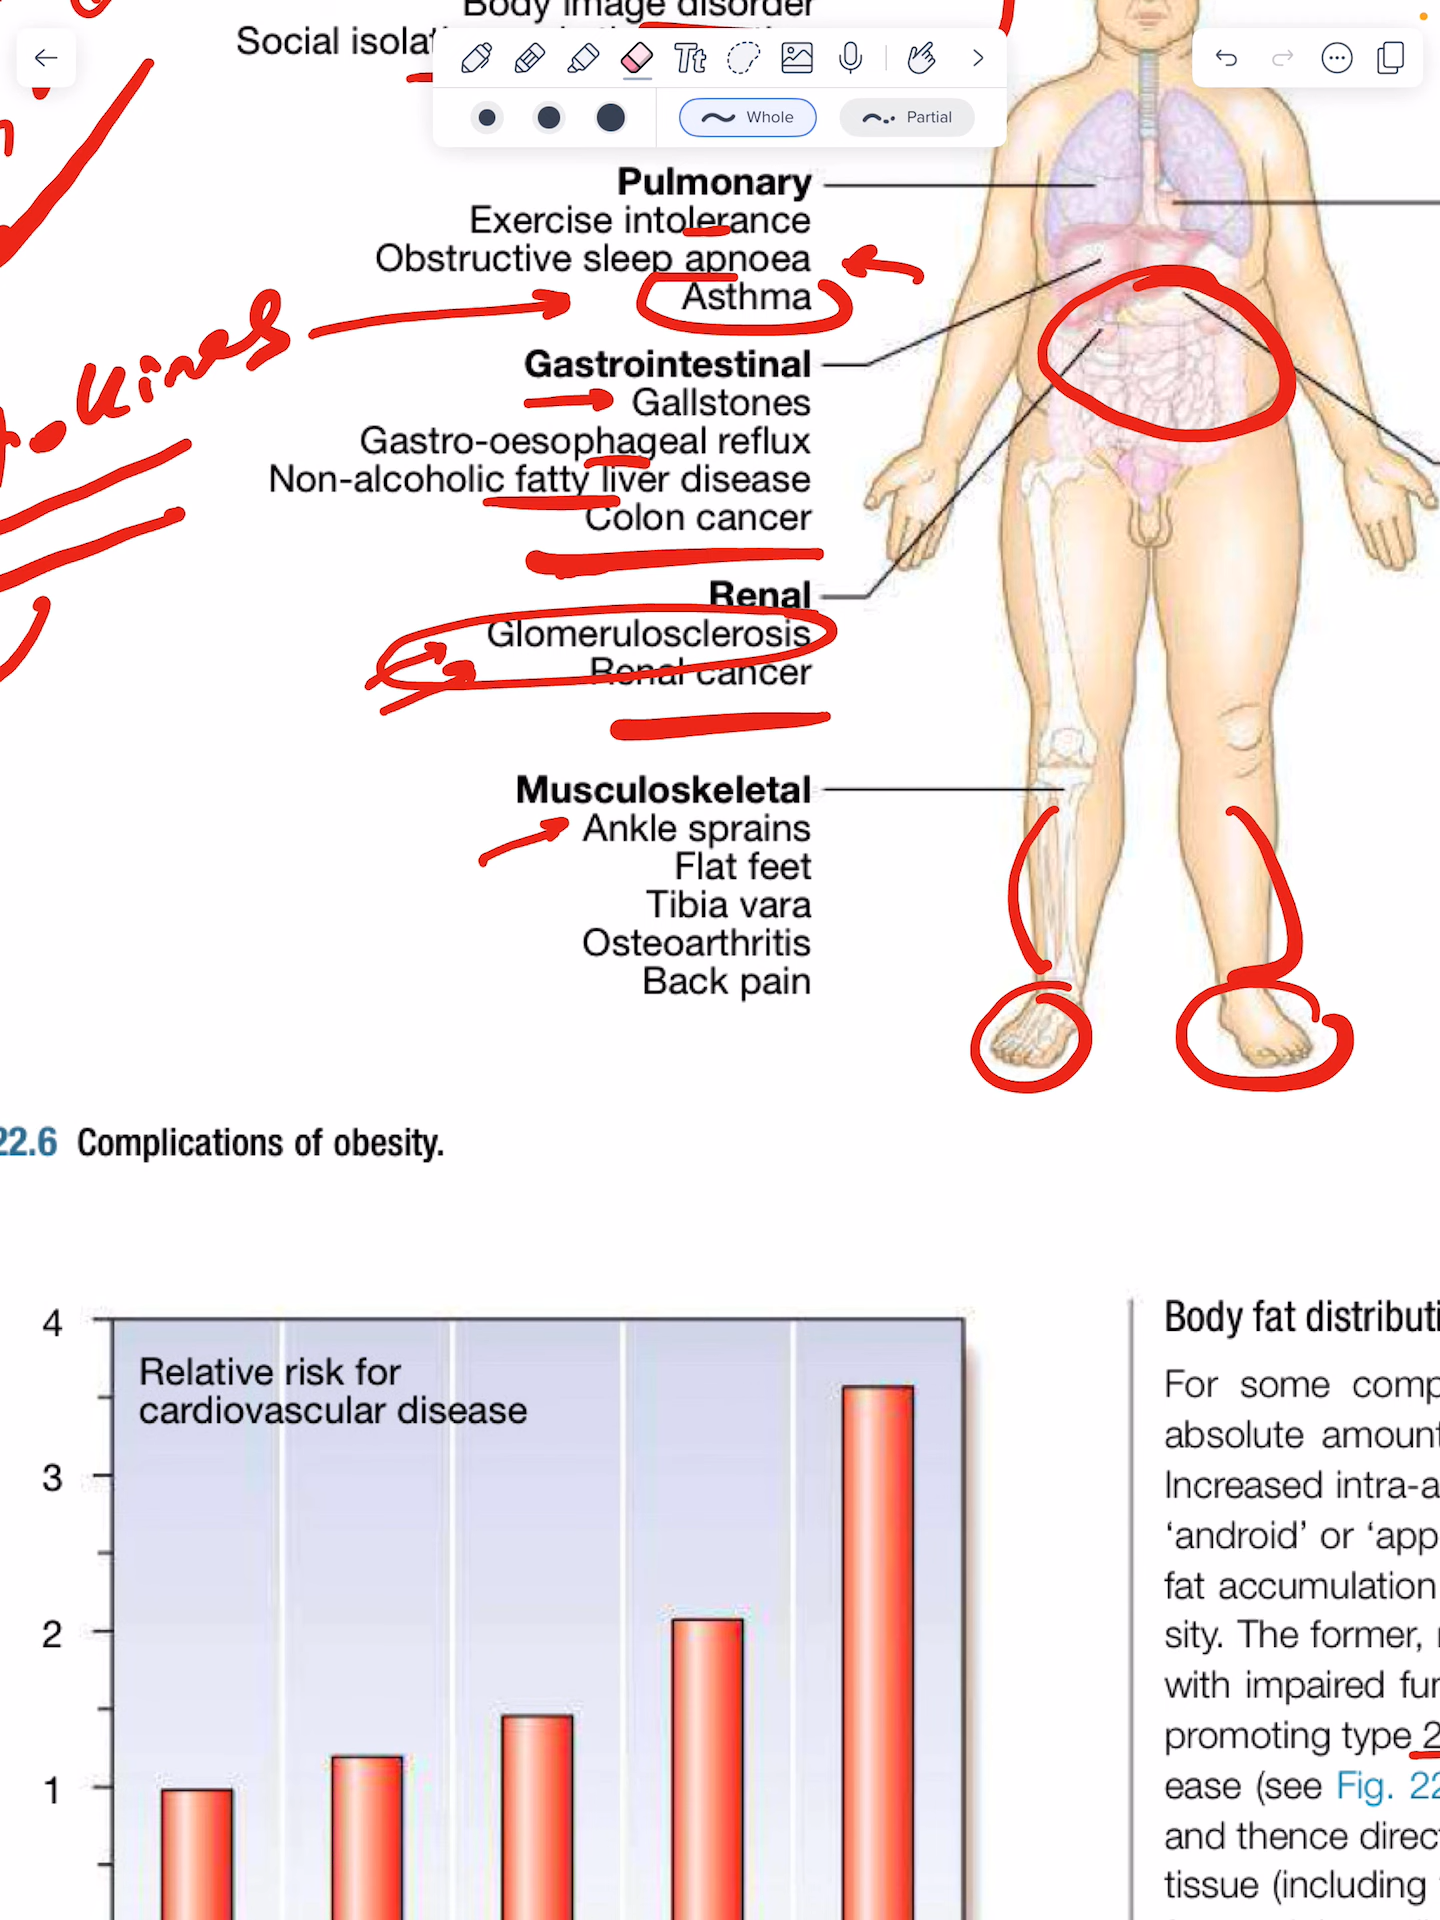 Body image disorder
Social isola
Tt
Whole
Partial
Pulmonary
Exercise intolerance
Obstructive sleep apnoea
Asthma
kines
Gastrointestinal
Gallstones
Gastro-oesophageal reflux
Non-alcoholic fatty liver disease
Colon cancer
Renal
Glomerulosclerosis
Renal cancer
Musculoskeletal
Ankle sprains
Flat feet
Tibia vara
Osteoarthritis
Back pain
22.6 Complications of obesity.
4
Relative risk for
cardiovascular disease
3
2
1
Body fat distributi
For some comp
absolute amount
Increased intra-a
‘android’ or ‘app
fat accumulation
sity. The former,
with impaired fur
promoting type 2
ease (see Fig. 22
and thence direc
tissue (including